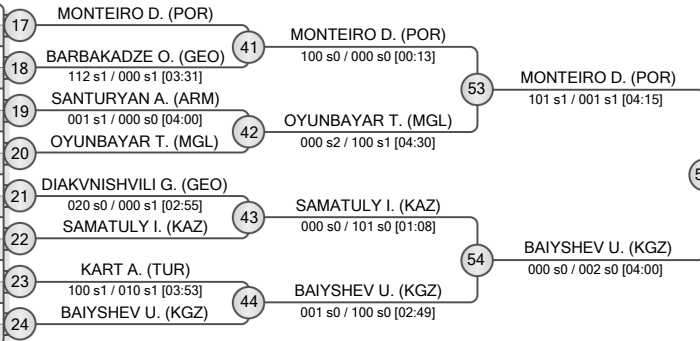 17
MONTEIRO D. (POR)
18
BARBAKADZE O. (GEO)
112 s1 / 000 s1 [03:31]
41
MONTEIRO D. (POR)
100 s0 / 000 s0 [00:13]
19
SANTURYAN A. (ARM)
001 s1 / 000 s0 [04:00]
20
OYUNBAYAR T. (MGL)
42
OYUNBAYAR T. (MGL)
000 s2 / 100 s1 [04:30]
53
MONTEIRO D. (POR)
101 s1 / 001 s1 [04:15]
21
DIAKVNISHVILI G. (GEO)
020 s0 / 000 s1 [02:55]
22
SAMATULY I. (KAZ)
43
SAMATULY I. (KAZ)
000 s0 / 101 s0 [01:08]
23
KART A. (TUR)
100 s1 / 010 s1 [03:53]
24
BAIYSHEV U. (KGZ)
44
BAIYSHEV U. (KGZ)
001 s0 / 100 s0 [02:49]
54
BAIYSHEV U. (KGZ)
000 s0 / 002 s0 [04:00]